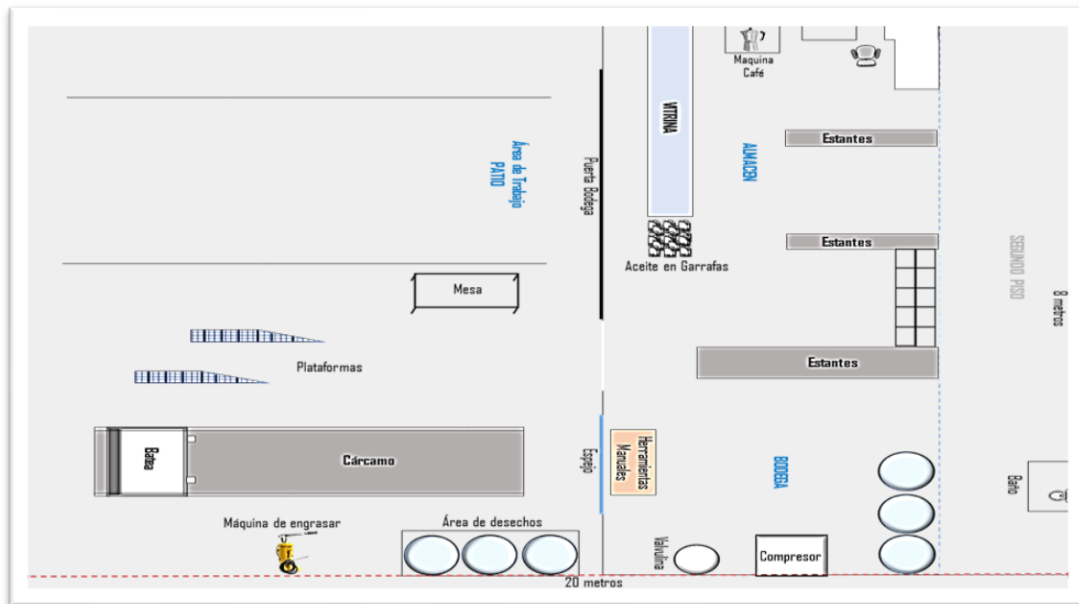 Maquina
Café
VITRINA
Estantes
ALMACEN
Área de Trabajo
PATIO
Puerta Bodega
Estantes
SEGUNDO PISO
Aceite en Garrafas
Mesa
8 metros
Plataformas
Estantes
Batea
Cárcamo
Espejo
Herramientas
Manuales
BODEGA
Baño
Máquina de engrasar
Área de desechos
Valvulina
Compresor
20 metros